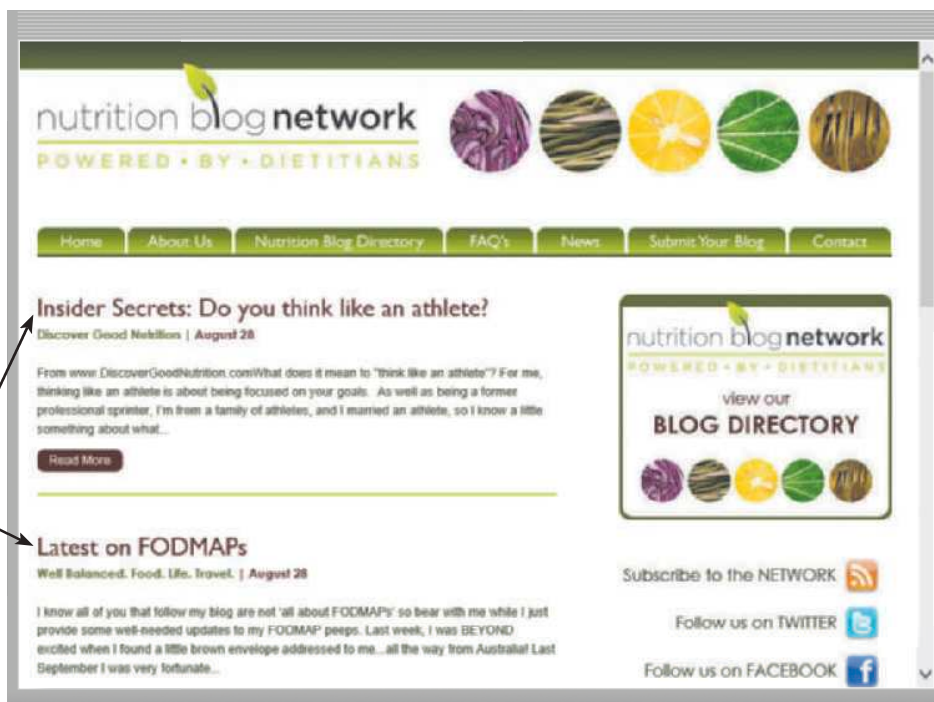 nutrition blog network
POWERED • BY • DIETITIANS
Home About Us Nutrition Blog Directory FAQ's News Submit Your Blog Contact
Insider Secrets: Do you think like an athlete?
Discover Good Nutrition | August 28
From www.DiscoverGoodNutrition.comWhat does it mean to "think like an athlete"? For me,
thinking like an athlete is about being focused on your goals. As well as being a former
professional sprinter, I'm from a family of athletes, and I married an athlete, so I know a little
something about what...
Read More
Latest on FODMAPs
Well Balanced. Food. Life. Travel. | August 28
I know all of you that follow my blog are not 'all about FODMAPs' so bear with me while I just
provide some well-needed updates to my FODMAP peeps. Last week, I was BEYOND
excited when I found a little brown envelope addressed to me...all the way from Australia! Last
September I was very fortunate...
nutrition blog network
POWERED • BY • DIETITIANS
view our
BLOG DIRECTORY
Subscribe to the NETWORK
Follow us on TWITTER
Follow us on FACEBOOK